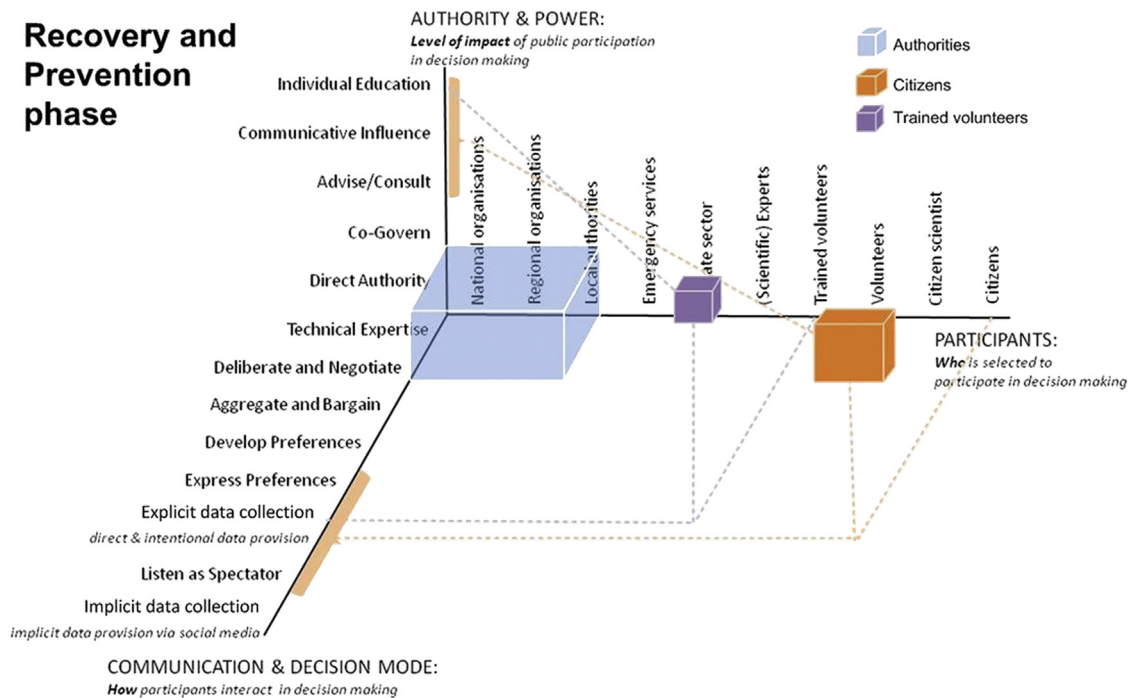 Recovery and
Prevention
phase
AUTHORITY & POWER:
Level of impact of public participation
in decision making
Authorities
Citizens
Trained volunteers
Individual Education
Communicative Influence
Advise/Consult
Co-Govern
Direct Authority
Technical Expertise
Deliberate and Negotiate
Aggregate and Bargain
Develop Preferences
Express Preferences
Explicit data collection
direct & intentional data provision
Listen as Spectator
Implicit data collection
implicit data provision via social media
National organisations
Regional organisations
Local authorities
Emergency services
ate sector
(Scientific) Experts
Trained volunteers
Volunteers
Citizen scientist
Citizens
PARTICIPANTS:
Who is selected to
participate in decision making
COMMUNICATION & DECISION MODE:
How participants interact in decision making